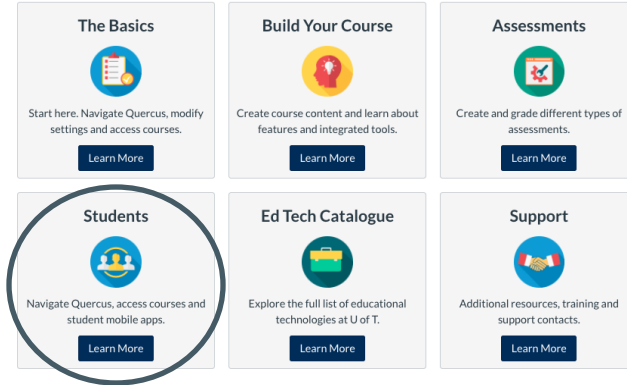 The Basics
Start here. Navigate Quercus, modify
settings and access courses.
Learn More
Build Your Course
Create course content and learn about
features and integrated tools.
Learn More
Assessments
Create and grade different types of
assessments.
Learn More
Students
Navigate Quercus, access courses and
student mobile apps.
Learn More
Ed Tech Catalogue
Explore the full list of educational
technologies at U of T.
Learn More
Support
Additional resources, training and
support contacts.
Learn More